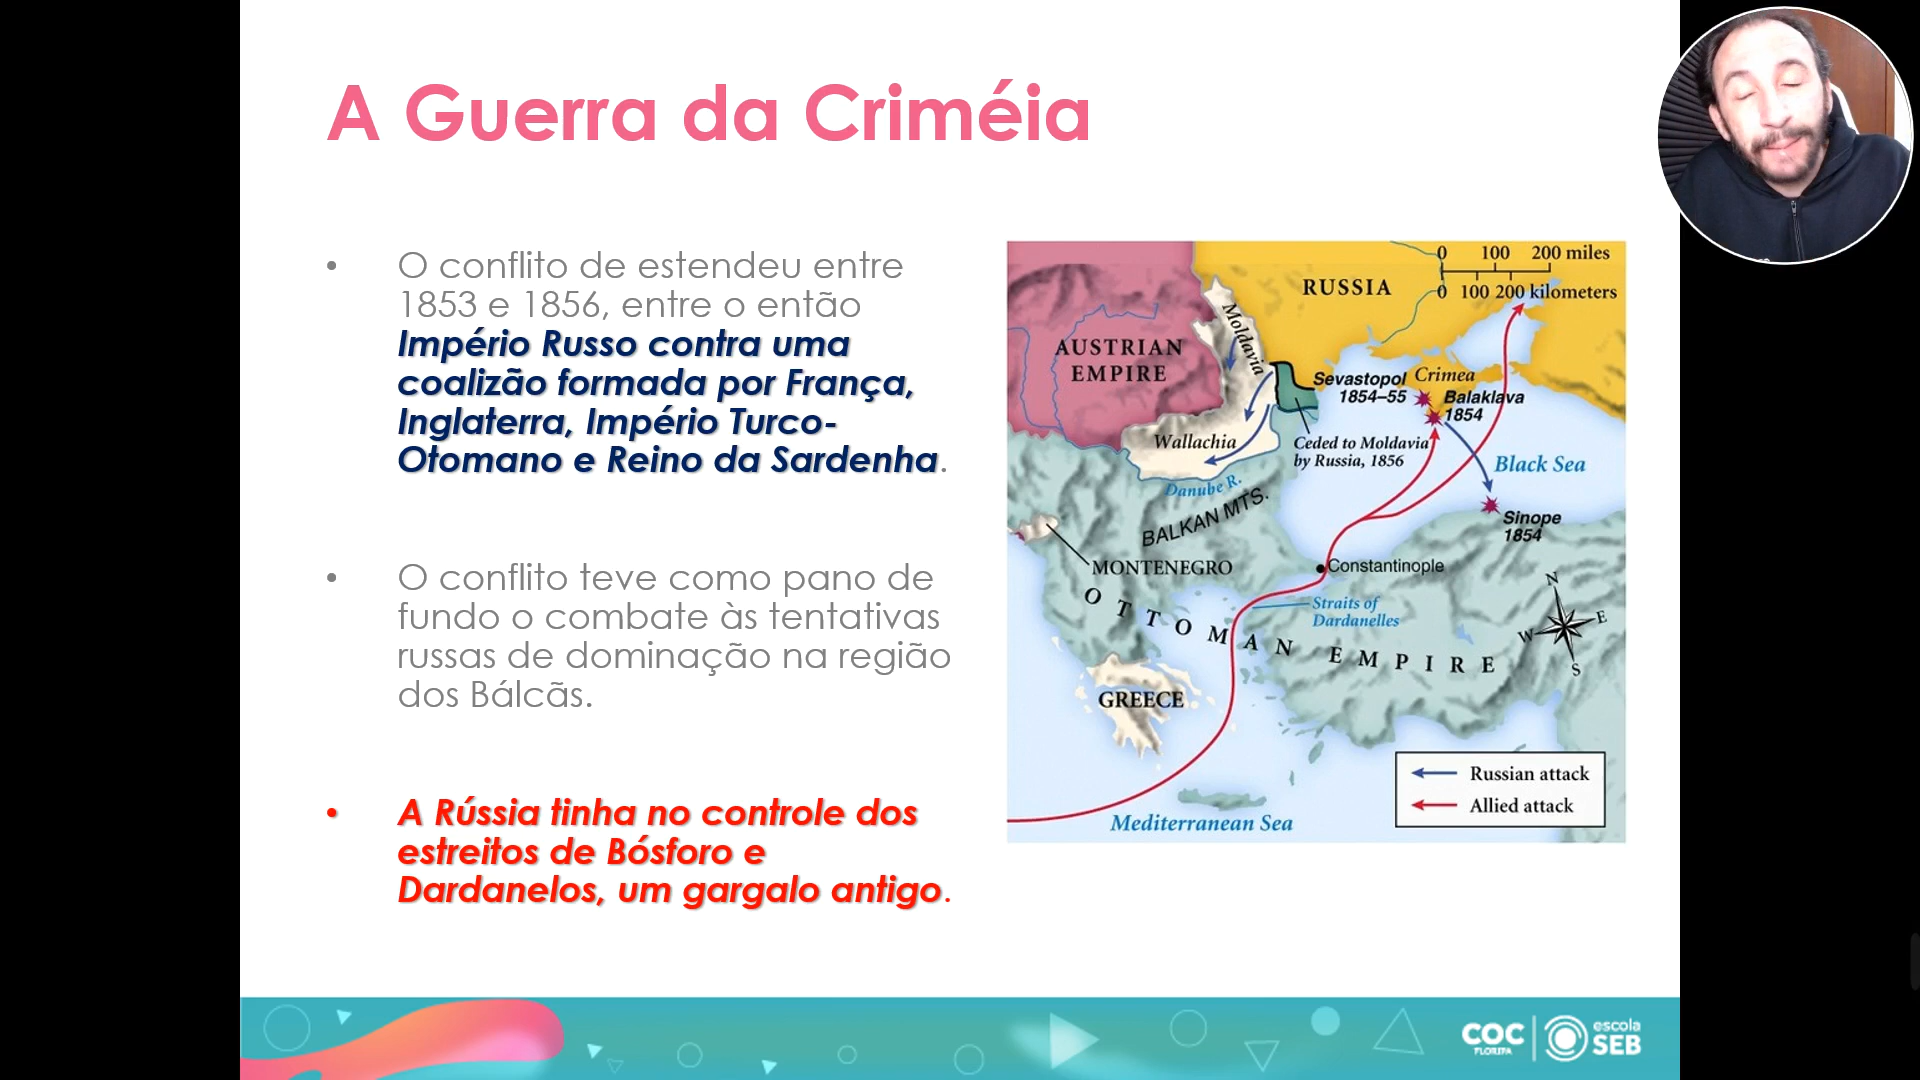 A Guerra da Criméia
• O conflito de estendeu entre
1853 e 1856, entre o então
Império Russo contra uma
coalizão formada por França,
Inglaterra, Império Turco-
Otomano e Reino da Sardenha.
• O conflito teve como pano de
fundo o combate às tentativas
russas de dominação na região
dos Bálcãs.
• A Rússia tinha no controle dos
estreitos de Bósforo e
Dardanelos, um gargalo antigo.
0 100 200 miles
0 100 200 kilometers
RUSSIA
Moldavia
AUSTRIAN
EMPIRE
Sevastopol
1854–55
Crimea
Balaklava
1854
Wallachia
Ceded to Moldavia
by Russia, 1856
Black Sea
Danube R.
BALKAN MTS.
Sinope
1854
MONTENEGRO
Constantinople
Straits of
Dardanelles
OTTOMAN EMPIRE
N
W
E
S
GREECE
Russian attack
Allied attack
Mediterranean Sea
COC
FLORIPA
escola
SEB